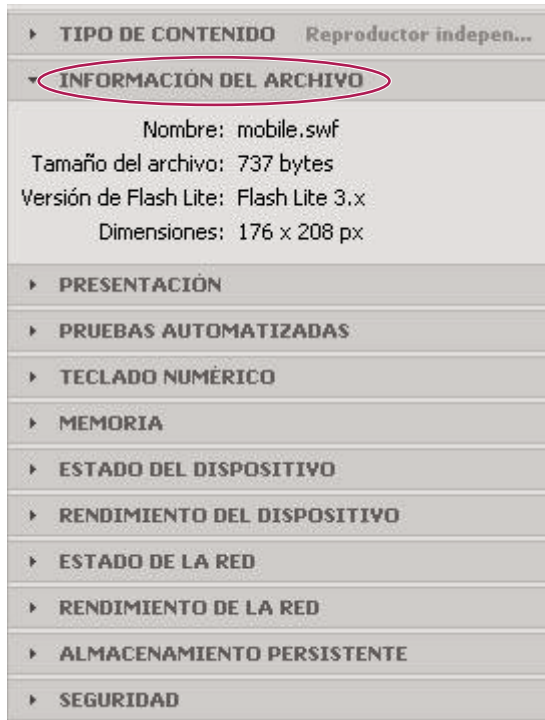 TIPO DE CONTENIDO Reproductor indepen...
INFORMACIÓN DEL ARCHIVO
Nombre: mobile.swf
Tamaño del archivo: 737 bytes
Versión de Flash Lite: Flash Lite 3.x
Dimensiones: 176 x 208 px
PRESENTACIÓN
PRUEBAS AUTOMATIZADAS
TECLADO NUMÉRICO
MEMORIA
ESTADO DEL DISPOSITIVO
RENDIMIENTO DEL DISPOSITIVO
ESTADO DE LA RED
RENDIMIENTO DE LA RED
ALMACENAMIENTO PERSISTENTE
SEGURIDAD